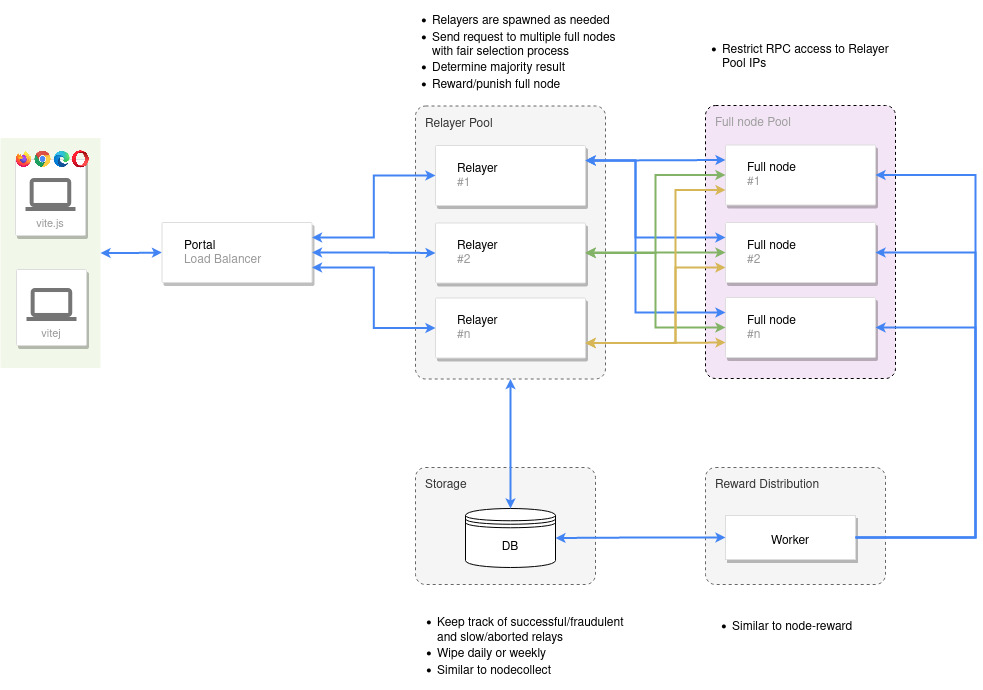 • Relayers are spawned as needed
• Send request to multiple full nodes
with fair selection process
• Determine majority result
• Reward/punish full node
• Restrict RPC access to Relayer
Pool IPs
Relayer Pool
Full node Pool
vite.js
vitej
Portal
Load Balancer
Relayer
#1
Relayer
#2
Relayer
#n
Full node
#1
Full node
#2
Full node
#n
Storage
DB
Reward Distribution
Worker
• Keep track of successful/fraudulent
and slow/aborted relays
• Wipe daily or weekly
• Similar to nodecollect
• Similar to node-reward